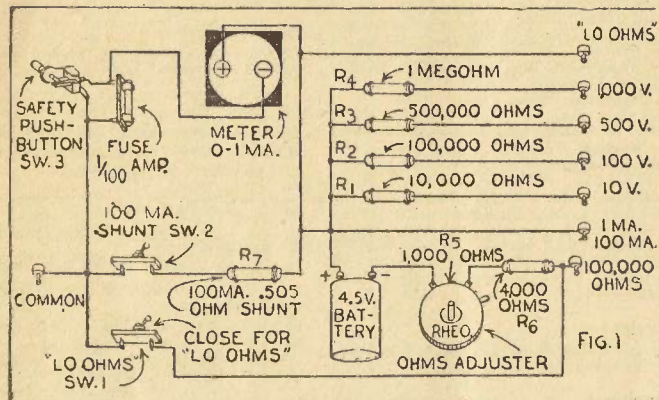 "LO OHMS"
R4
1 MEGOHM
1,000 V.
R3
500,000 OHMS
500 V.
R2
100,000 OHMS
100 V.
R1
10,000 OHMS
10 V.
1 MA.
100 MA.
SAFETY
PUSH-
BUTTON
SW.3
FUSE
1/100 AMP.
+
−
METER
0-1 MA.
100 MA.
SHUNT SW.2
R7
100MA. .505
OHM SHUNT
COMMON
"LO OHMS"
SW.1
CLOSE FOR
"LO OHMS"
+
−
4.5V.
BAT-
TERY
R5
1,000 OHMS
RHEO.
OHMS ADJUSTER
4,000
OHMS
R6
100,000
OHMS
FIG.1